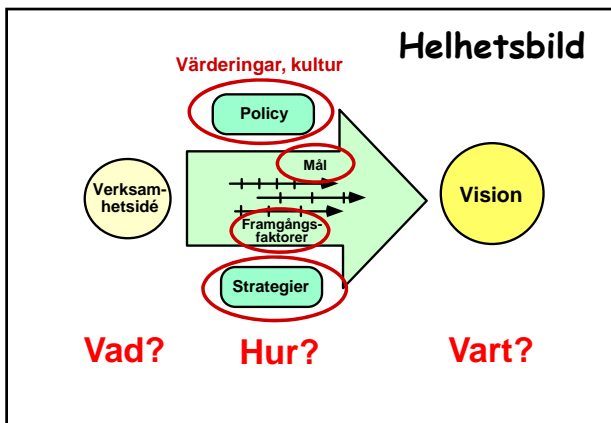 Helhetsbild
Värderingar, kultur
Policy
Mål
Verksam-
hetsidé
Vision
Framgångs-
faktorer
Strategier
Vad?
Hur?
Vart?